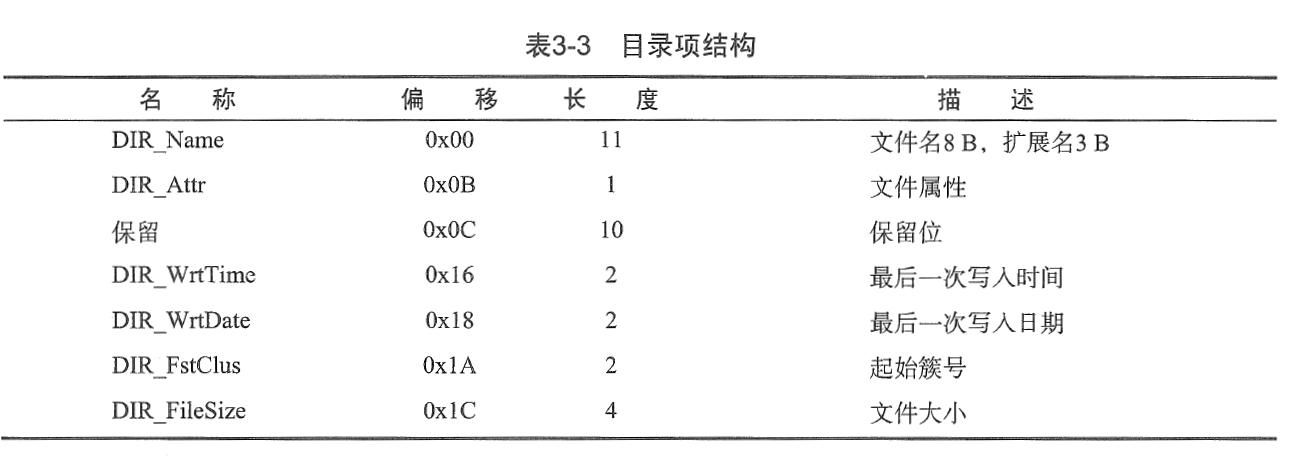 表3-3 目录项结构
名 称 偏 移 长 度 描 述
DIR_Name 0x00 11 文件名8 B，扩展名3 B
DIR_Attr 0x0B 1 文件属性
保留 0x0C 10 保留位
DIR_WrtTime 0x16 2 最后一次写入时间
DIR_WrtDate 0x18 2 最后一次写入日期
DIR_FstClus 0x1A 2 起始簇号
DIR_FileSize 0x1C 4 文件大小